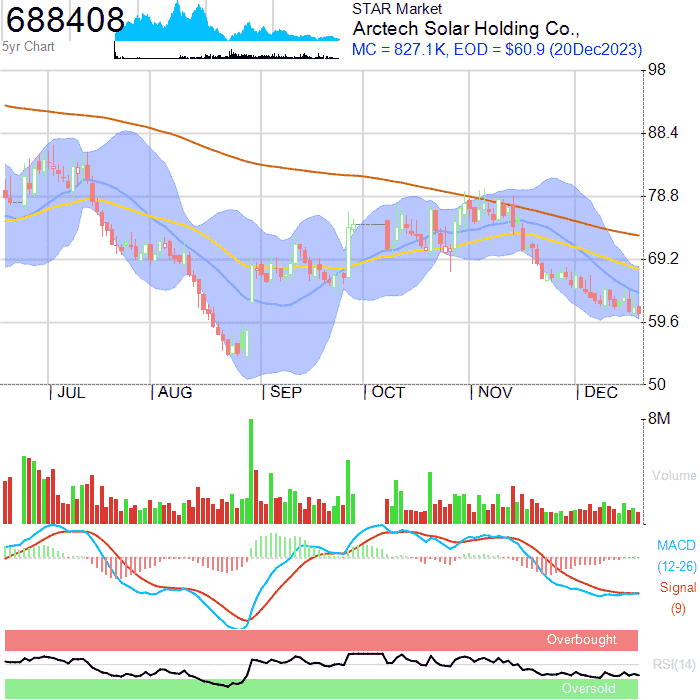 688408
5yr Chart
STAR Market
Arctech Solar Holding Co.,
MC = 827.1K, EOD = $60.9 (20Dec2023)
98
88.4
78.8
69.2
59.6
50
JUL AUG SEP OCT NOV DEC
8M
Volume
MACD
(12-26)
Signal
(9)
Overbought
RSI(14)
Oversold